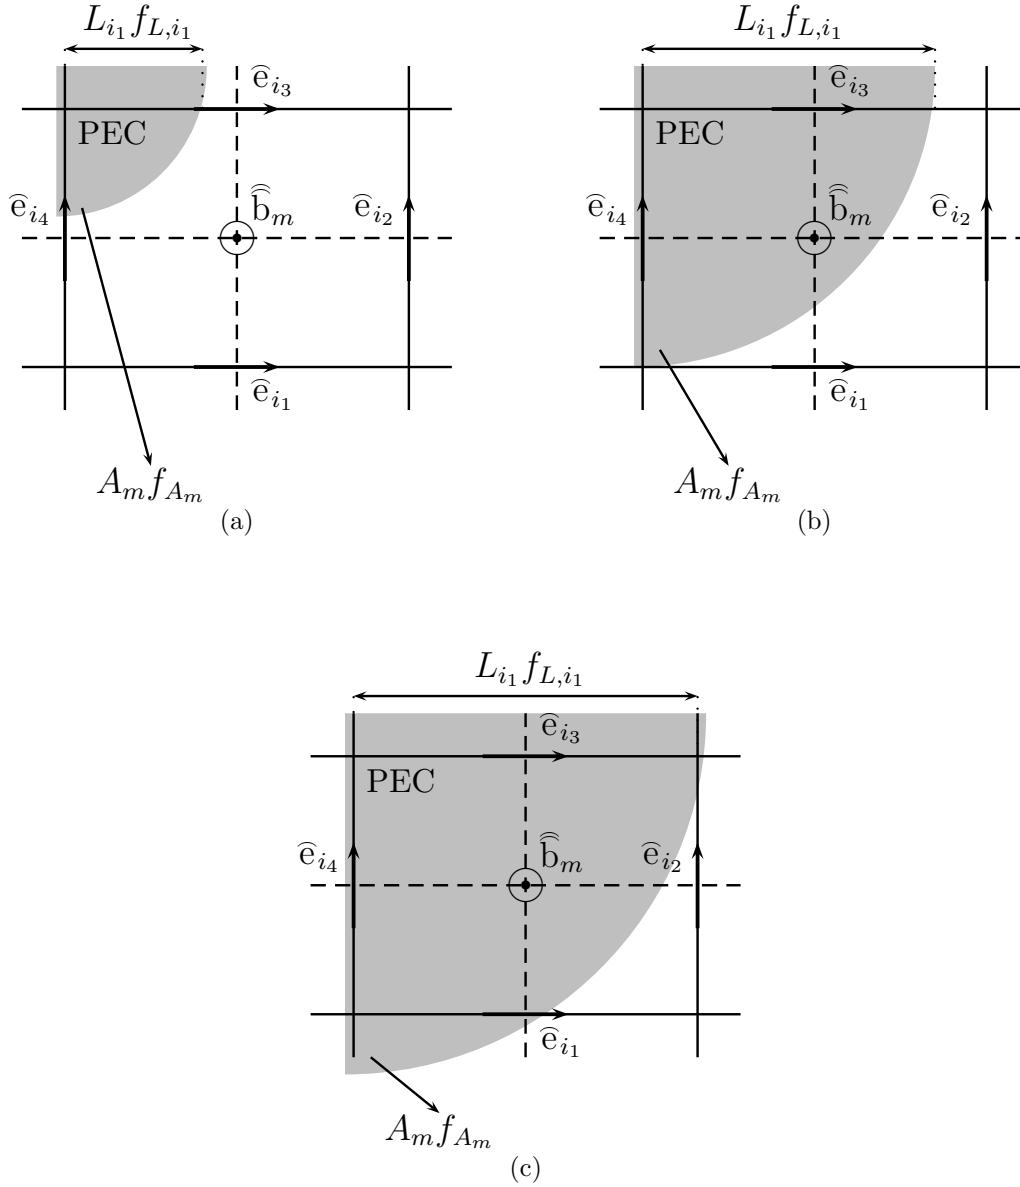 L_{i_1} f_{L,i_1}
ê_{i_3}
PEC
ê_{i_4}
b̂̂_m
ê_{i_2}
ê_{i_1}
A_m f_{A_m}
(a)
L_{i_1} f_{L,i_1}
ê_{i_3}
PEC
ê_{i_4}
b̂̂_m
ê_{i_2}
ê_{i_1}
A_m f_{A_m}
(b)
L_{i_1} f_{L,i_1}
ê_{i_3}
PEC
ê_{i_4}
b̂̂_m
ê_{i_2}
ê_{i_1}
A_m f_{A_m}
(c)